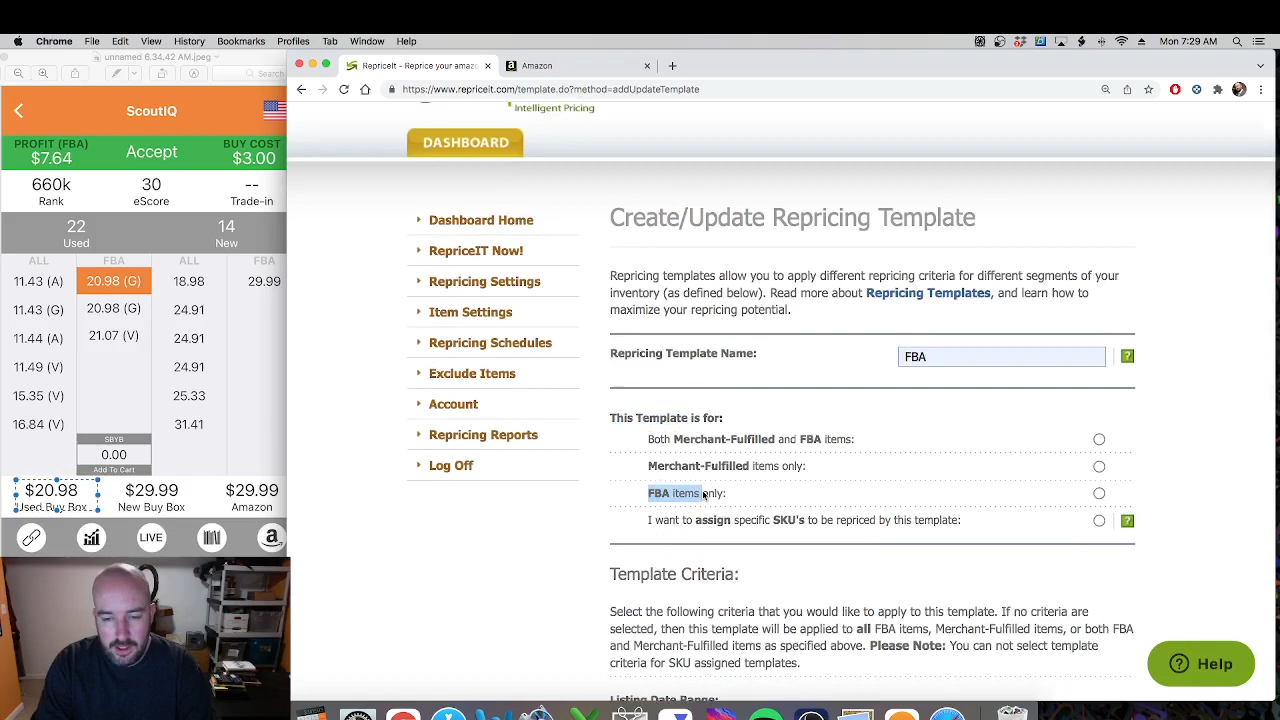 Chrome File Edit View History Bookmarks Profiles Tab Window Help Mon 7:29 AM
unnamed 6.34.42 AM.jpeg
Search
RepriceIt - Reprice your amaz Amazon
https://www.repriceit.com/template.do?method=addUpdateTemplate
Intelligent Pricing
DASHBOARD
ScoutIQ
PROFIT (FBA) Accept BUY COST
$7.64 $3.00
660k 30 --
Rank eScore Trade-in
22 14
Used New
ALL FBA ALL FBA
11.43 (A) 20.98 (G) 18.98 29.99
11.43 (G) 20.98 (G) 24.91
11.44 (A) 21.07 (V) 24.91
11.49 (A) 24.91
15.35 (V) 25.33
16.84 (V) 31.41
SBYB
0.00
Add To Cart
$20.98 $29.99 $29.99
Used Buy Box New Buy Box Amazon
LIVE
Dashboard Home
RepriceIT Now!
Repricing Settings
Item Settings
Repricing Schedules
Exclude Items
Account
Repricing Reports
Log Off
Create/Update Repricing Template
Repricing templates allow you to apply different repricing criteria for different segments of your
inventory (as defined below). Read more about Repricing Templates, and learn how to
maximize your repricing potential.
Repricing Template Name: FBA ?
This Template is for:
Both Merchant-Fulfilled and FBA items:
Merchant-Fulfilled items only:
FBA items only:
I want to assign specific SKU's to be repriced by this template: ?
Template Criteria:
Select the following criteria that you would like to apply to this template. If no criteria are
selected, then this template will be applied to all FBA items, Merchant-Fulfilled items, or both FBA
and Merchant-Fulfilled items as specified above. Please Note: You can not select template
criteria for SKU assigned templates.
Listing Date Range:
? Help